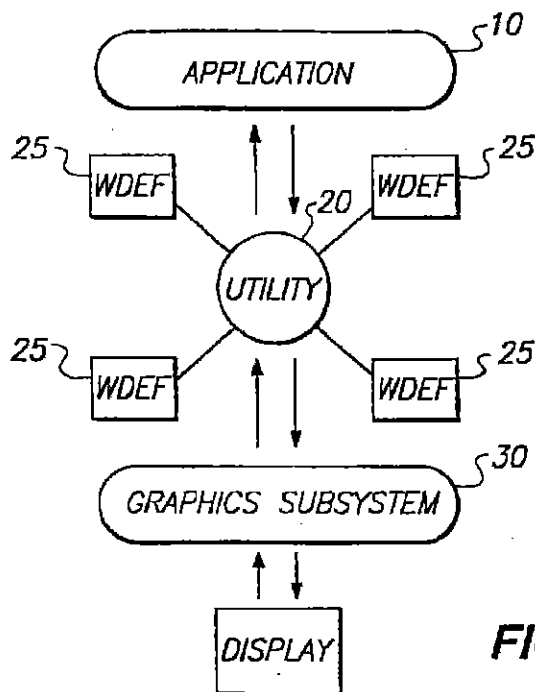 10
APPLICATION
25
25
WDEF
WDEF
20
UTILITY
25
25
WDEF
WDEF
30
GRAPHICS SUBSYSTEM
DISPLAY